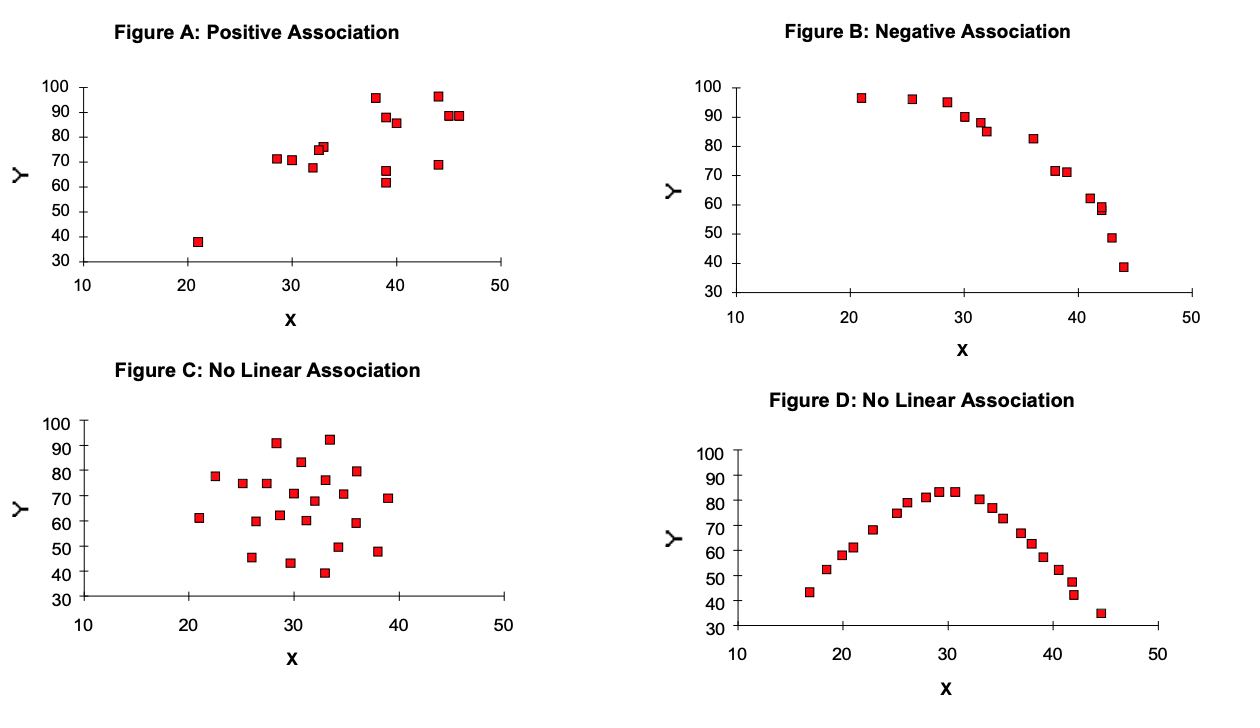 Figure A: Positive Association
100
90
80
70
60
50
40
30
Y
10 20 30 40 50
X
Figure B: Negative Association
100
90
80
70
60
50
40
30
Y
10 20 30 40 50
X
Figure C: No Linear Association
100
90
80
70
60
50
40
30
Y
10 20 30 40 50
X
Figure D: No Linear Association
100
90
80
70
60
50
40
30
Y
10 20 30 40 50
X